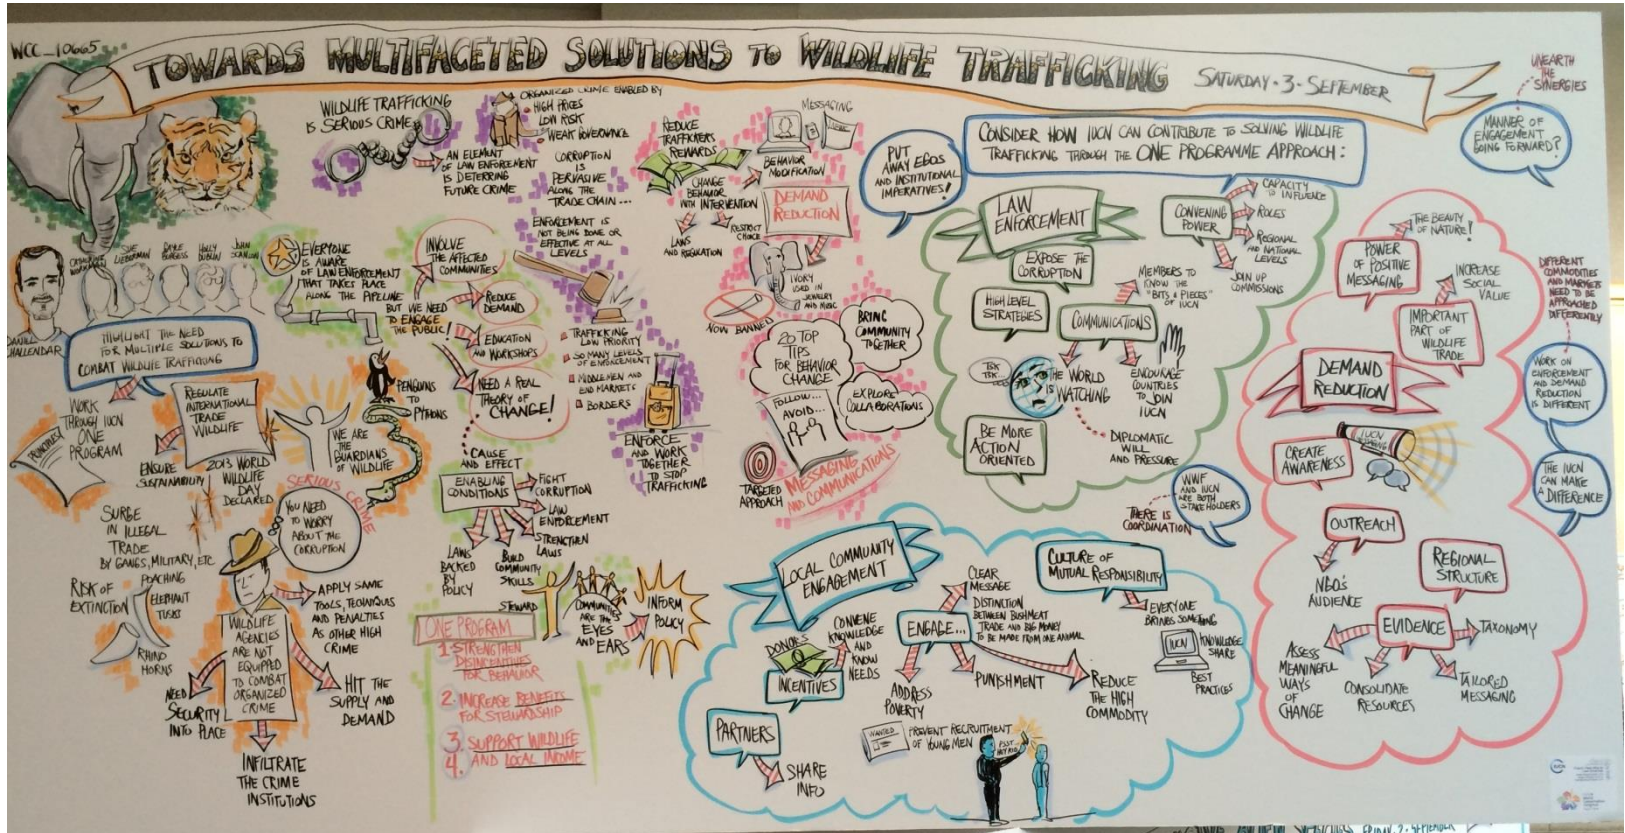 WCC_10665
TOWARDS MULTIFACETED SOLUTIONS TO WILDLIFE TRAFFICKING
SATURDAY·3·SEPTEMBER
DANIEL
CHALLENDAR
CATHERINE
WORKMAN
SUE
LIEBERMAN
GAYLE
BURGESS
HOLLY
DUBLIN
JOHN
SCANLON
HIGHLIGHT THE NEED
FOR MULTIPLE SOLUTIONS TO
COMBAT WILDLIFE TRAFFICKING
WORK
THROUGH IUCN
ONE
PROGRAM
PRINCIPLES
REGULATE
INTERNATIONAL
TRADE
WILDLIFE
ENSURE
SUSTAINABILITY
2013 WORLD
WILDLIFE
DAY
DECLARED
WE ARE
THE
GUARDIANS
OF WILDLIFE
PENGUINS
TO
PYTHONS
SERIOUS CRIME
YOU NEED
TO WORRY
ABOUT THE
CORRUPTION
SURGE
IN ILLEGAL
TRADE
BY GANGS, MILITARY, ETC.
RISK OF
EXTINCTION
POACHING
ELEPHANT
TUSKS
RHINO
HORNS
WILDLIFE
AGENCIES
ARE NOT
EQUIPPED
TO COMBAT
ORGANIZED
CRIME
APPLY SAME
TOOLS, TECHNIQUES
AND PENALTIES
AS OTHER HIGH
CRIME
HIT THE
SUPPLY AND
DEMAND
NEED
SECURITY
INTO PLACE
INFILTRATE
THE CRIME
INSTITUTIONS
WILDLIFE TRAFFICKING
IS SERIOUS CRIME
AN ELEMENT
OF LAW ENFORCEMENT
IS DETERRING
FUTURE CRIME
ORGANIZED CRIME ENABLED BY
HIGH PRICES
LOW RISK
WEAK GOVERNANCE
CORRUPTION
IS
PERVASIVE
ALONG THE
TRADE CHAIN...
ENFORCEMENT IS
NOT BEING DONE OR
EFFECTIVE AT ALL
LEVELS
TRAFFICKING
LOW PRIORITY
SO MANY LEVELS
OF ENFORCEMENT
MIDDLEMEN AND
END MARKETS
BORDERS
ENFORCE
AND WORK
TOGETHER
TO STOP
TRAFFICKING
EVERYONE
IS AWARE
OF LAW ENFORCEMENT
THAT TAKES PLACE
ALONG THE PIPELINE
BUT WE NEED
TO ENGAGE
THE PUBLIC!
INVOLVE
THE AFFECTED
COMMUNITIES
REDUCE
DEMAND
EDUCATION
AND WORKSHOPS
NEED A REAL
THEORY OF
CHANGE!
CAUSE
AND EFFECT
ENABLING
CONDITIONS
FIGHT
CORRUPTION
LAW
ENFORCEMENT
STRENGTHEN
LAWS
BUILD
COMMUNITY
SKILLS
LAWS
BACKED
BY
POLICY
STEWARD
COMMUNITIES
ARE THE
EYES
AND EARS
INFORM
POLICY
ONE PROGRAM
1. STRENGTHEN
DISINCENTIVES
FOR BEHAVIOR
2. INCREASE BENEFITS
FOR STEWARDSHIP
3. SUPPORT WILDLIFE
4. AND LOCAL INCOME
REDUCE
TRAFFICKERS
REWARDS
MESSAGING
BEHAVIOR
MODIFICATION
CHANGE
BEHAVIOR
WITH INTERVENTION
LAWS
AND REGULATION
RESTRICT
CHOICE
DEMAND
REDUCTION
IVORY
USED IN
JEWELRY
AND MUSIC
NOW BANNED
20 TOP
TIPS
FOR BEHAVIOR
CHANGE
BRING
COMMUNITY
TOGETHER
EXPLORE
COLLABORATIONS
FOLLOW...
AVOID...
TARGETED
APPROACH
MESSAGING
AND COMMUNICATIONS
PUT
AWAY EGOS
AND INSTITUTIONAL
IMPERATIVES!
CONSIDER HOW IUCN CAN CONTRIBUTE TO SOLVING WILDLIFE
TRAFFICKING THROUGH THE ONE PROGRAMME APPROACH:
LAW
ENFORCEMENT
EXPOSE THE
CORRUPTION
HIGH LEVEL
STRATEGIES
CONVENING
POWER
CAPACITY
TO INFLUENCE
ROLES
REGIONAL
AND NATIONAL
LEVELS
JOIN UP
COMMISSIONS
MEMBERS TO
KNOW THE
"BITS & PIECES"
OF IUCN
COMMUNICATIONS
TSK
TSK...
THE WORLD
IS
WATCHING
ENCOURAGE
COUNTRIES
TO JOIN
IUCN
DIPLOMATIC
WILL
AND PRESSURE
BE MORE
ACTION
ORIENTED
WWF
AND IUCN
ARE BOTH
STAKEHOLDERS
THERE IS
COORDINATION
LOCAL COMMUNITY
ENGAGEMENT
DONORS
INCENTIVES
CONVENE
KNOWLEDGE
AND
KNOW
NEEDS
ENGAGE...
CLEAR
MESSAGE
DISTINCTION
BETWEEN BUSHMEAT
TRADE AND BIG MONEY
TO BE MADE FROM ONE ANIMAL
ADDRESS
POVERTY
PUNISHMENT
REDUCE
THE HIGH
COMMODITY
CULTURE OF
MUTUAL RESPONSIBILITY
EVERYONE
BRINGS SOMETHING
IUCN
KNOWLEDGE
SHARE
BEST
PRACTICES
PARTNERS
SHARE
INFO
WANTED
PREVENT RECRUITMENT
OF YOUNG MEN
PSST...
HEY KID
UNEARTH
THE
SYNERGIES
MANNER OF
ENGAGEMENT
GOING FORWARD?
POWER
OF POSITIVE
MESSAGING
THE BEAUTY
OF NATURE!
INCREASE
SOCIAL
VALUE
IMPORTANT
PART OF
WILDLIFE
TRADE
DEMAND
REDUCTION
CREATE
AWARENESS
IUCN
MESSAGING
OUTREACH
NGO'S
AUDIENCE
REGIONAL
STRUCTURE
EVIDENCE
TAXONOMY
TAILORED
MESSAGING
CONSOLIDATE
RESOURCES
ASSESS
MEANINGFUL
WAYS
OF
CHANGE
DIFFERENT
COMMODITIES
AND MARKETS
NEED TO BE
APPROACHED
DIFFERENTLY
WORK ON
ENFORCEMENT
AND DEMAND
REDUCTION
IS DIFFERENT
THE IUCN
CAN MAKE
A DIFFERENCE
FRIDAY·2·SEPTEMBER